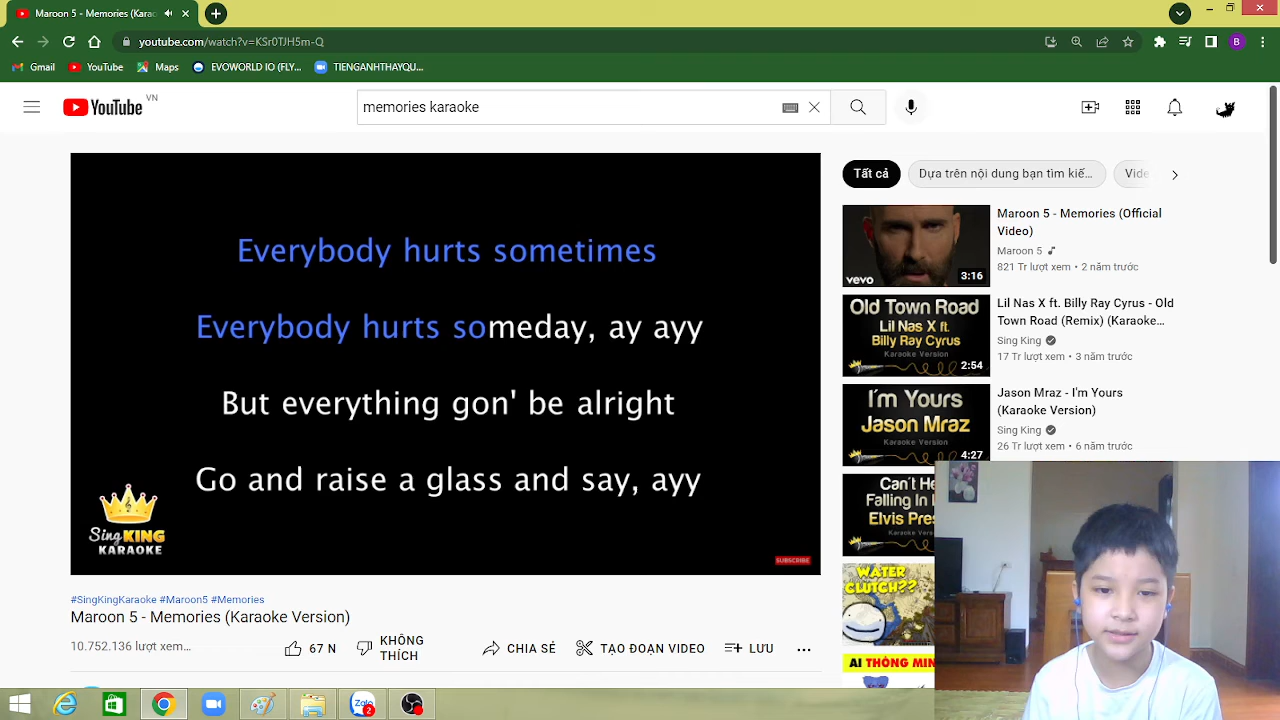 Maroon 5 - Memories (Kara
youtube.com/watch?v=KSr0TJH5m-Q
B
Gmail YouTube Maps EVOWORLD IO (FLY... TIENGANHTHAYQU...
YouTube VN
memories karaoke
Everybody hurts sometimes
Everybody hurts someday, ay ayy
But everything gon' be alright
Go and raise a glass and say, ayy
Sing KING
KARAOKE
SUBSCRIBE
#SingKingKaraoke #Maroon5 #Memories
Maroon 5 - Memories (Karaoke Version)
10.752.136 lượt xem...
67 N
KHÔNG
THÍCH
CHIA SẺ
TẠO ĐOẠN VIDEO
LƯU
Tất cả
Dựa trên nội dung bạn tìm kiế...
Vide
vevo
3:16
Maroon 5 - Memories (Official
Video)
Maroon 5
821 Tr lượt xem • 2 năm trước
Old Town Road
Lil Nas X ft.
Billy Ray Cyrus
Karaoke Version
2:54
Lil Nas X ft. Billy Ray Cyrus - Old
Town Road (Remix) (Karaoke...
Sing King
17 Tr lượt xem • 3 năm trước
I'm Yours
Jason Mraz
Karaoke Version
4:27
Jason Mraz - I'm Yours
(Karaoke Version)
Sing King
26 Tr lượt xem • 6 năm trước
Can't He
Falling In
Elvis Pres
Karaoke Versi
WATER
CLUTCH??
AI THÔNG MIN
Zalo
2